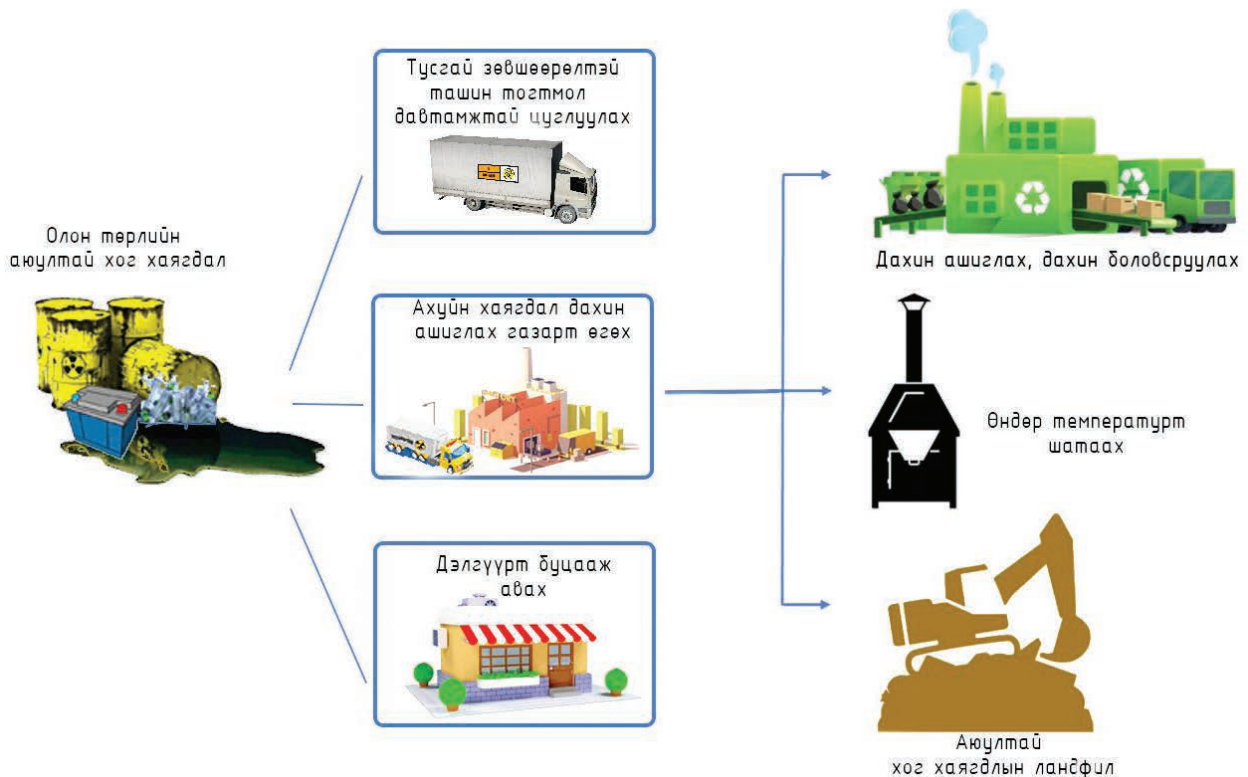 Олон төрлийн
аюултай хог хаягдал
Тусгай зөвшөөрөлтэй
ташин тогтмол
давтамжтай цуглуулах
Ахуйн хаягдал дахин
ашиглах газарт өгөх
Дэлгүүрт буцааж
авах
Дахин ашиглах, дахин боловсруулах
Өндөр температурт
шатаах
Аюултай
хог хаягдлын ландфил